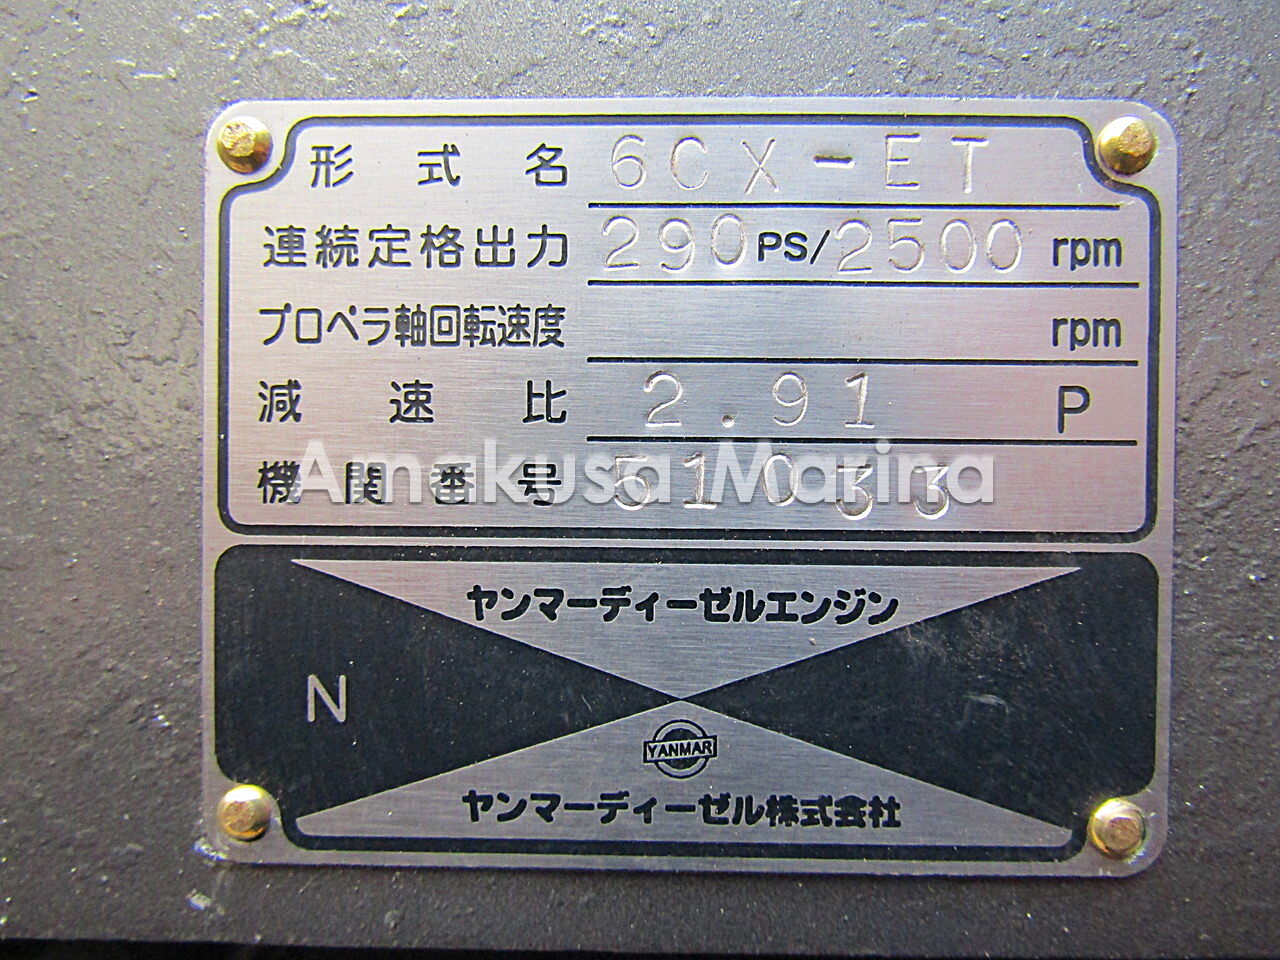 形式名 6CX-ET
連続定格出力 290 PS/2500 rpm
プロペラ軸回転速度 rpm
減速比 2.91 P
機関番号 51033
Amakusa Marina
ヤンマーディーゼルエンジン
N
YANMAR
ヤンマーディーゼル株式会社